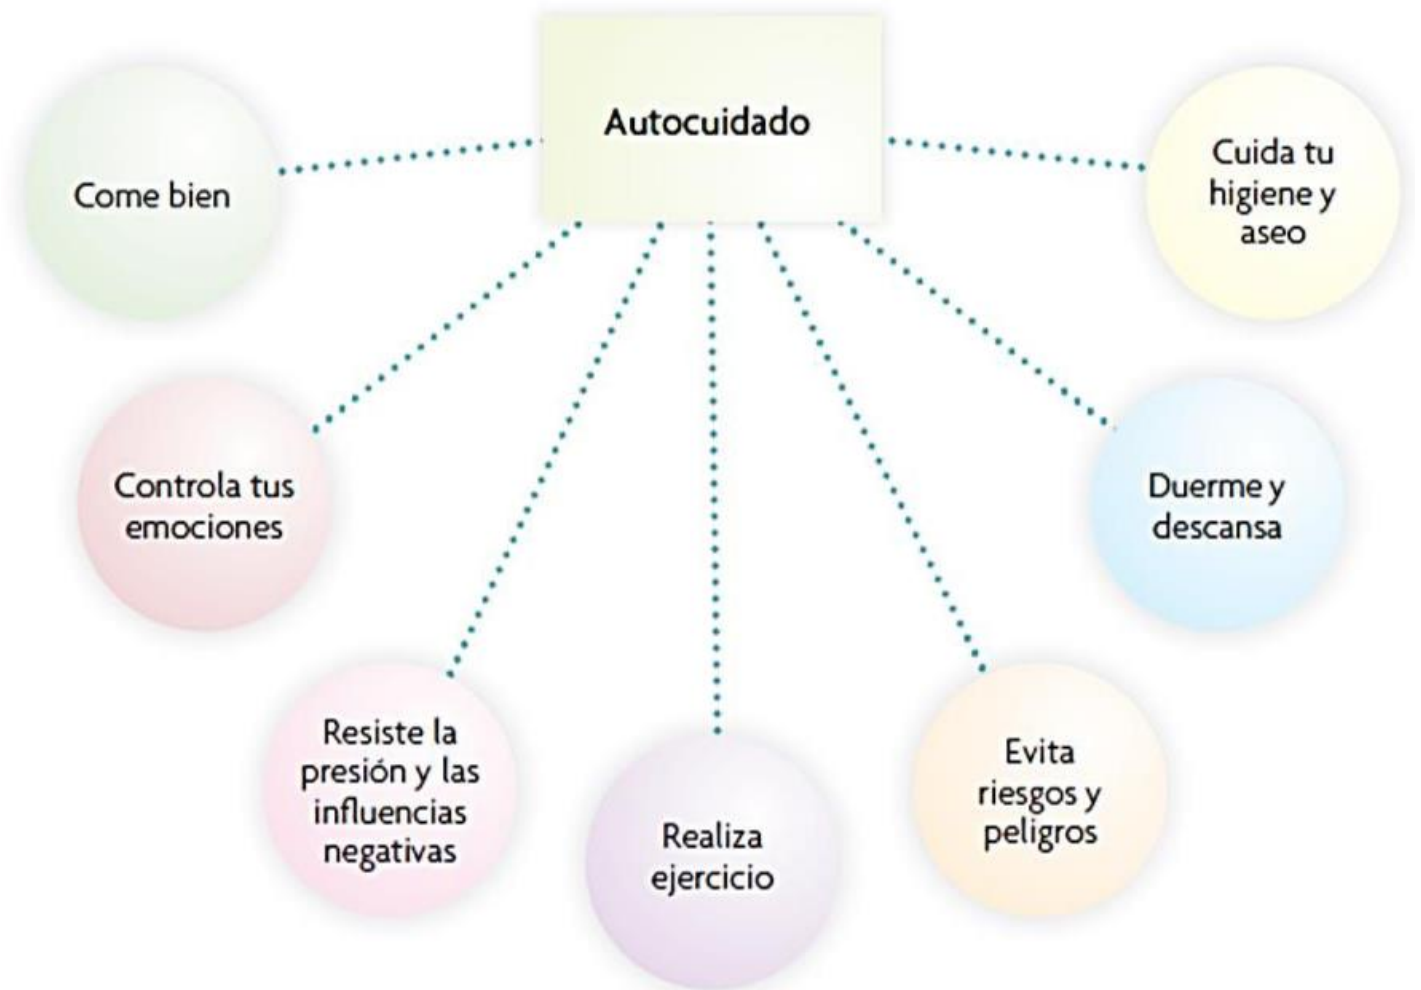 Autocuidado
Come bien
Controla tus
emociones
Resiste la
presión y las
influencias
negativas
Realiza
ejercicio
Evita
riesgos y
peligros
Duerme y
descansa
Cuida tu
higiene y
aseo